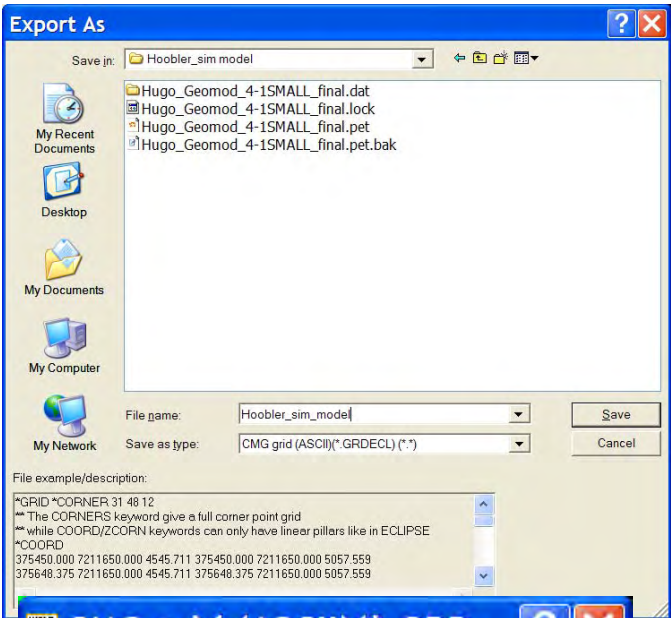 Export As
Save in: Hoobler_sim model
Hugo_Geomod_4-1SMALL_final.dat
Hugo_Geomod_4-1SMALL_final.lock
Hugo_Geomod_4-1SMALL_final.pet
Hugo_Geomod_4-1SMALL_final.pet.bak
My Recent
Documents
Desktop
My Documents
My Computer
My Network
File name: Hoobler_sim_model Save
Save as type: CMG grid (ASCII)(*.GRDECL) (*.*) Cancel
File example/description:
*GRID *CORNER 31 48 12
** The CORNERS keyword give a full corner point grid
** while COORD/ZCORN keywords can only have linear pillars like in ECLIPSE
*COORD
375450.000 7211650.000 4545.711 375450.000 7211650.000 5057.559
375648.375 7211650.000 4545.711 375648.375 7211650.000 5057.559